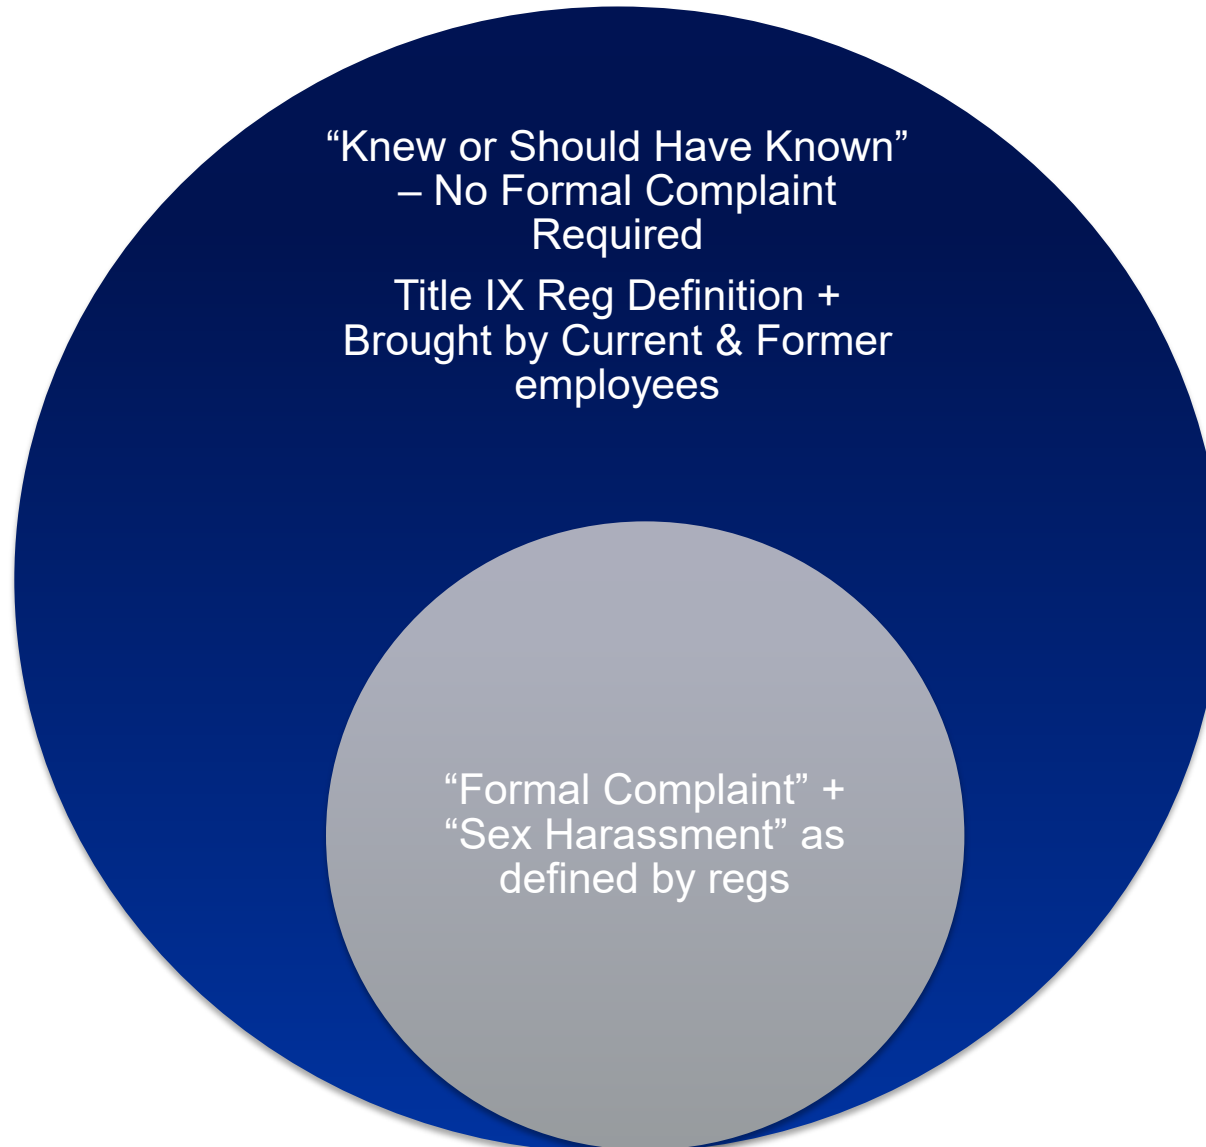 “Knew or Should Have Known”
– No Formal Complaint
Required
Title IX Reg Definition +
Brought by Current & Former
employees
“Formal Complaint” +
“Sex Harassment” as
defined by regs